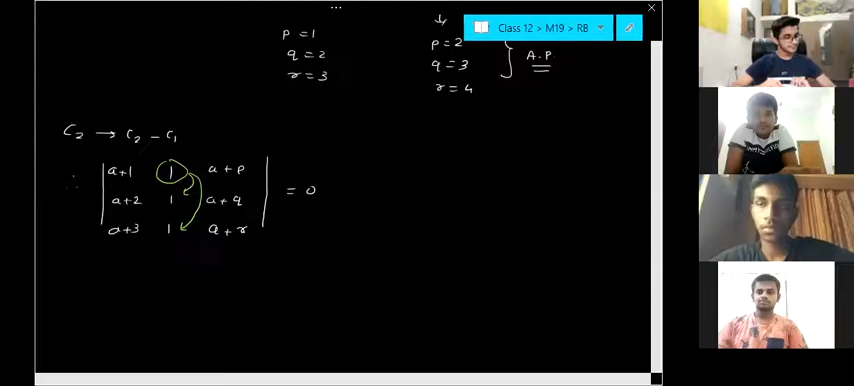 Class 12 > M19 > RB
p = 1
q = 2
r = 3
p = 2
q = 3
r = 4
A.P.
C₂ → C₂ – C₁
∴ | a+1 1 a+p |
| a+2 1 a+q | = 0
| a+3 1 a+r |